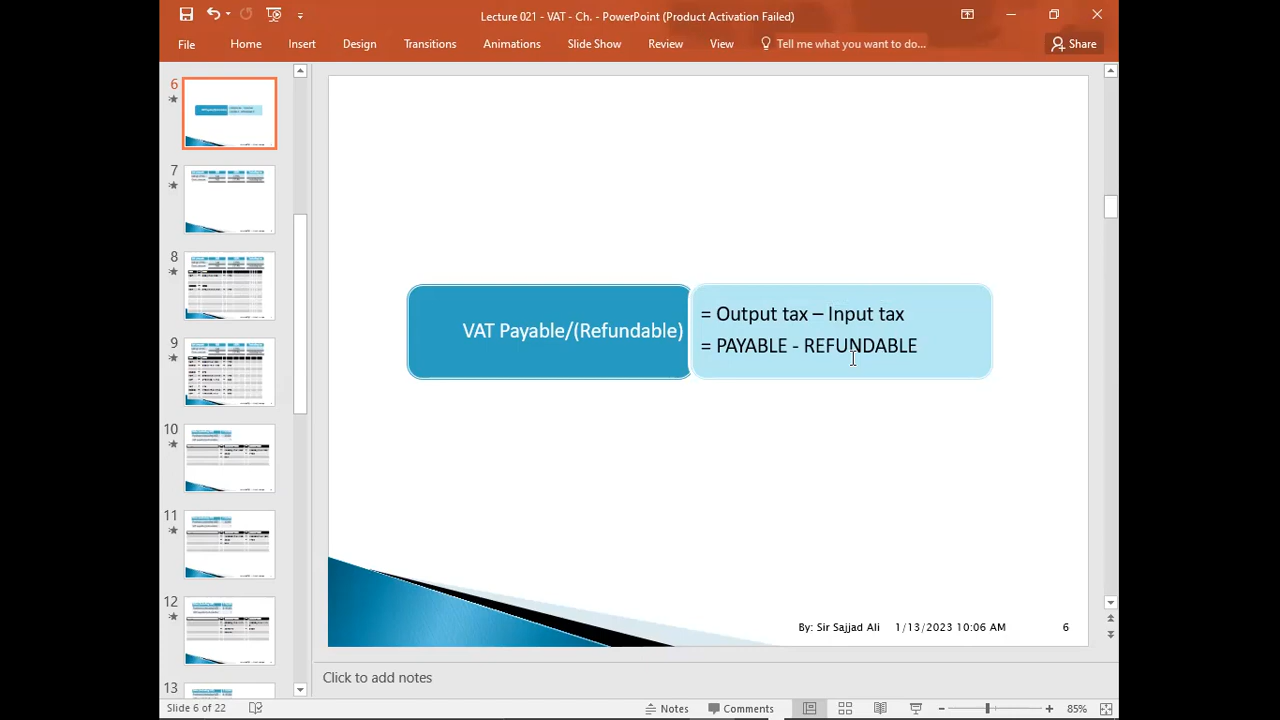 Lecture 021 - VAT - Ch. - PowerPoint (Product Activation Failed)
File Home Insert Design Transitions Animations Slide Show Review View Tell me what you want to do... Share
6
7
8
9
10
11
12
13
VAT Payable/(Refundable)
= Output tax – Input tax
= PAYABLE - REFUNDABLE
By: Sir Sajjad Ali 10:06 AM 6
Click to add notes
Slide 6 of 22 Notes Comments 85%